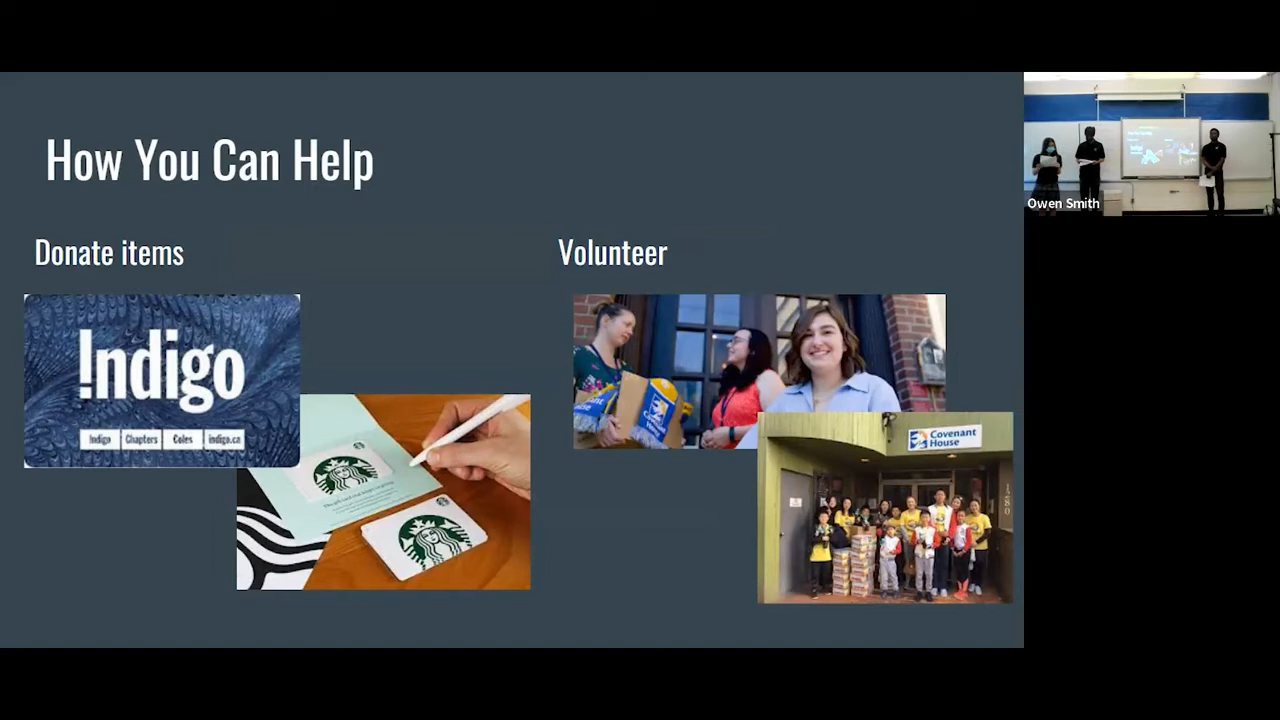 How You Can Help
Donate items
Volunteer
Indigo
Indigo
Chapters
Coles
indigo.ca
Covenant
House
Owen Smith